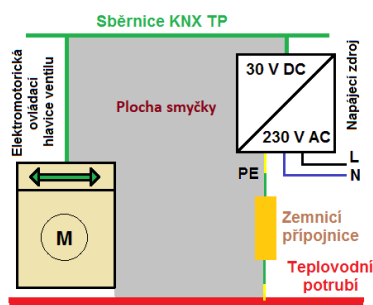 Sběrnice KNX TP
Elektromotorická
ovládací
hlavice ventilu
Plocha smyčky
30 V DC
230 V AC
Napájecí zdroj
L
N
PE
M
Zemnicí
přípojnice
Teplovodní
potrubí